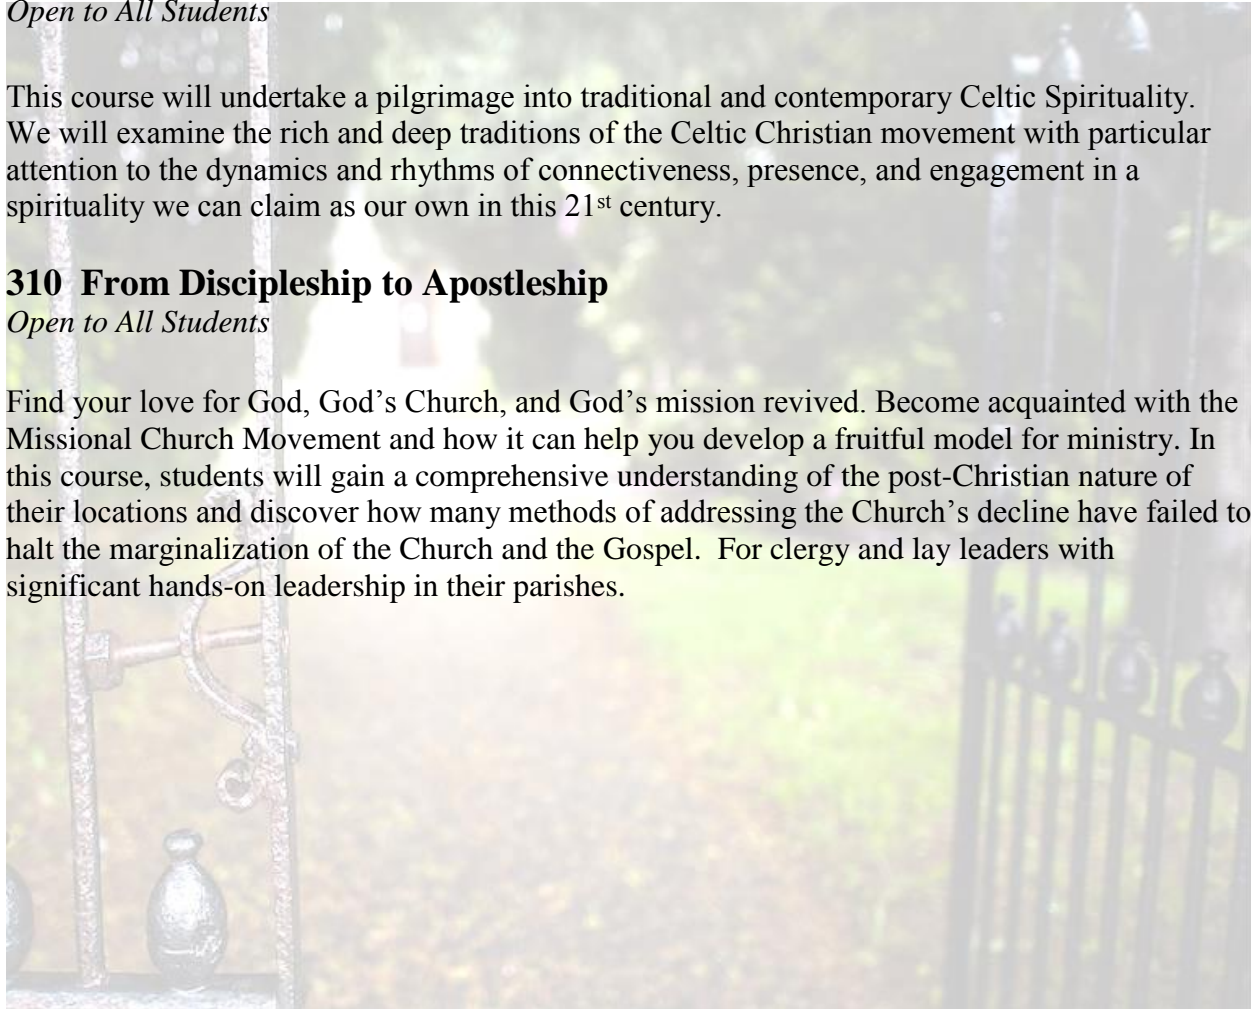 Open to All Students
This course will undertake a pilgrimage into traditional and contemporary Celtic Spirituality.
We will examine the rich and deep traditions of the Celtic Christian movement with particular
attention to the dynamics and rhythms of connectiveness, presence, and engagement in a
spirituality we can claim as our own in this 21st century.
310  From Discipleship to Apostleship
Open to All Students
Find your love for God, God’s Church, and God’s mission revived. Become acquainted with the
Missional Church Movement and how it can help you develop a fruitful model for ministry. In
this course, students will gain a comprehensive understanding of the post-Christian nature of
their locations and discover how many methods of addressing the Church’s decline have failed to
halt the marginalization of the Church and the Gospel.  For clergy and lay leaders with
significant hands-on leadership in their parishes.